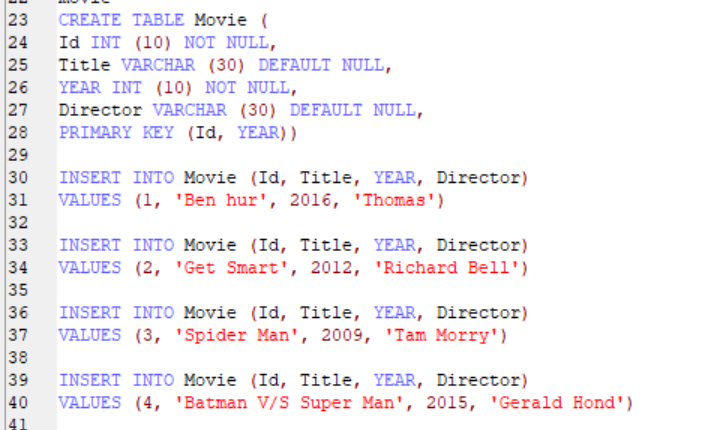 22 movie
23 CREATE TABLE Movie (
24 Id INT (10) NOT NULL,
25 Title VARCHAR (30) DEFAULT NULL,
26 YEAR INT (10) NOT NULL,
27 Director VARCHAR (30) DEFAULT NULL,
28 PRIMARY KEY (Id, YEAR))
29
30 INSERT INTO Movie (Id, Title, YEAR, Director)
31 VALUES (1, 'Ben hur', 2016, 'Thomas')
32
33 INSERT INTO Movie (Id, Title, YEAR, Director)
34 VALUES (2, 'Get Smart', 2012, 'Richard Bell')
35
36 INSERT INTO Movie (Id, Title, YEAR, Director)
37 VALUES (3, 'Spider Man', 2009, 'Tam Morry')
38
39 INSERT INTO Movie (Id, Title, YEAR, Director)
40 VALUES (4, 'Batman V/S Super Man', 2015, 'Gerald Hond')
41